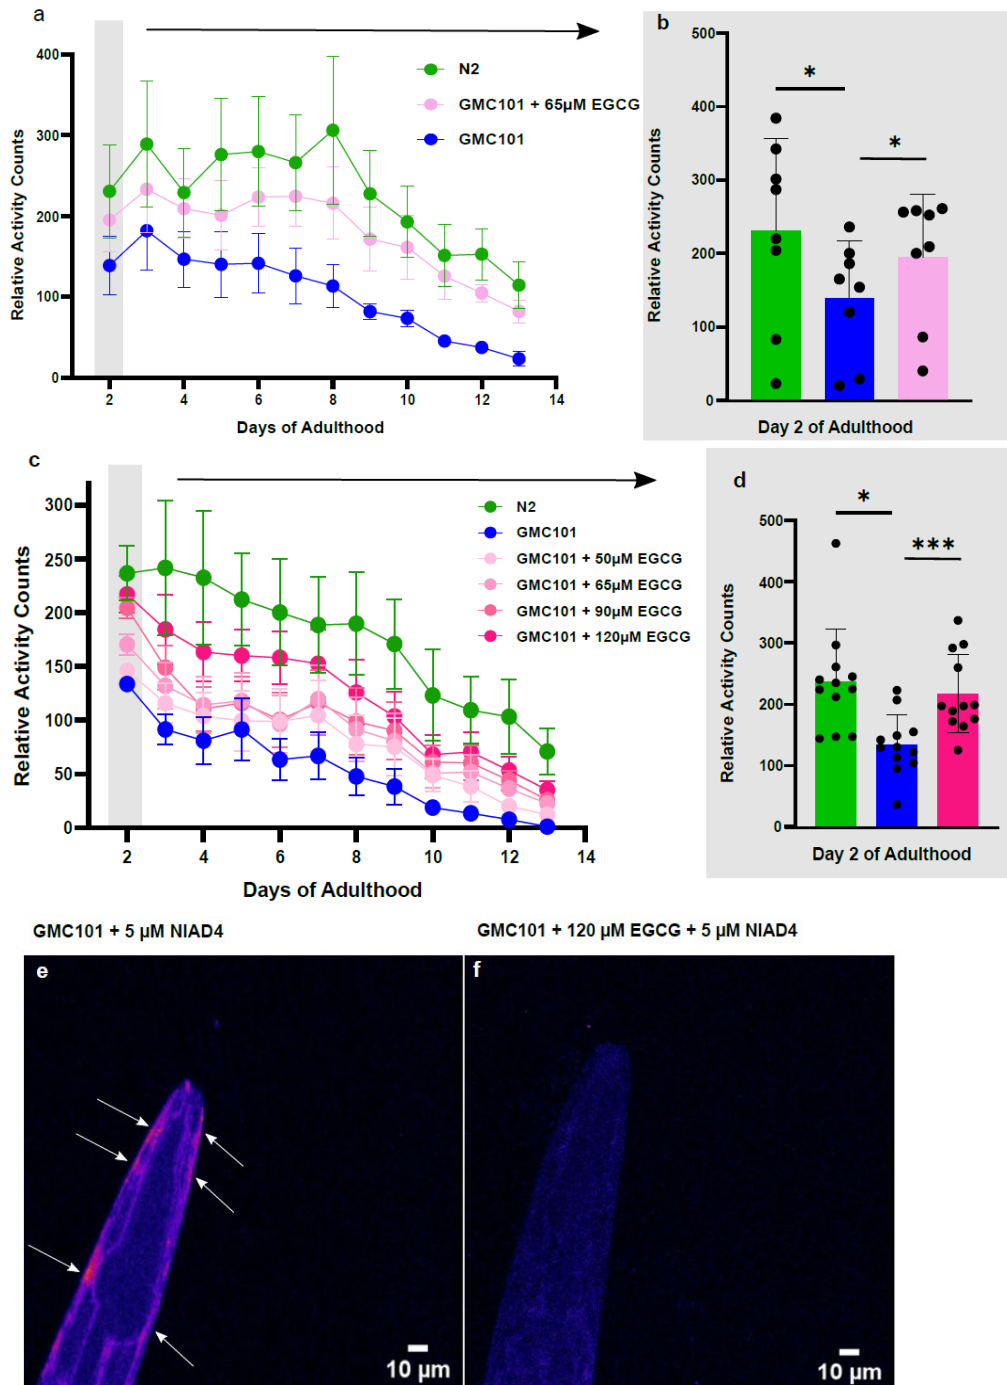 a
Relative Activity Counts
400
300
200
100
0
2
4
6
8
10
12
14
Days of Adulthood
N2
GMC101 + 65µM EGCG
GMC101
b
Relative Activity Counts
500
400
300
200
100
0
*
*
Day 2 of Adulthood
c
Relative Activity Counts
300
250
200
150
100
50
0
2
4
6
8
10
12
14
Days of Adulthood
N2
GMC101
GMC101 + 50µM EGCG
GMC101 + 65µM EGCG
GMC101 + 90µM EGCG
GMC101 + 120µM EGCG
d
Relative Activity Counts
500
400
300
200
100
0
*
***
Day 2 of Adulthood
GMC101 + 5 µM NIAD4
e
10 µm
GMC101 + 120 µM EGCG + 5 µM NIAD4
f
10 µm